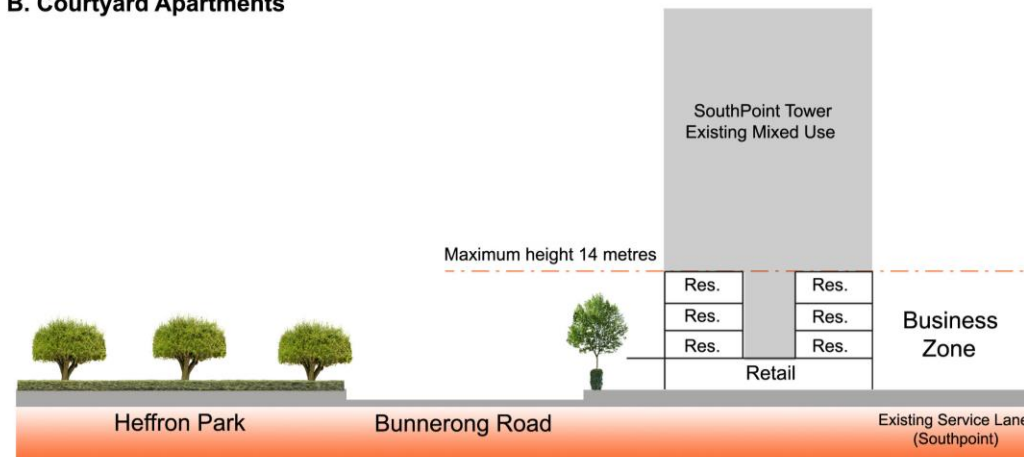 B. Courtyard Apartments
SouthPoint Tower
Existing Mixed Use
Maximum height 14 metres
Res.
Res.
Res.
Res.
Res.
Res.
Retail
Business
Zone
Heffron Park
Bunnerong Road
Existing Service Lane
(Southpoint)